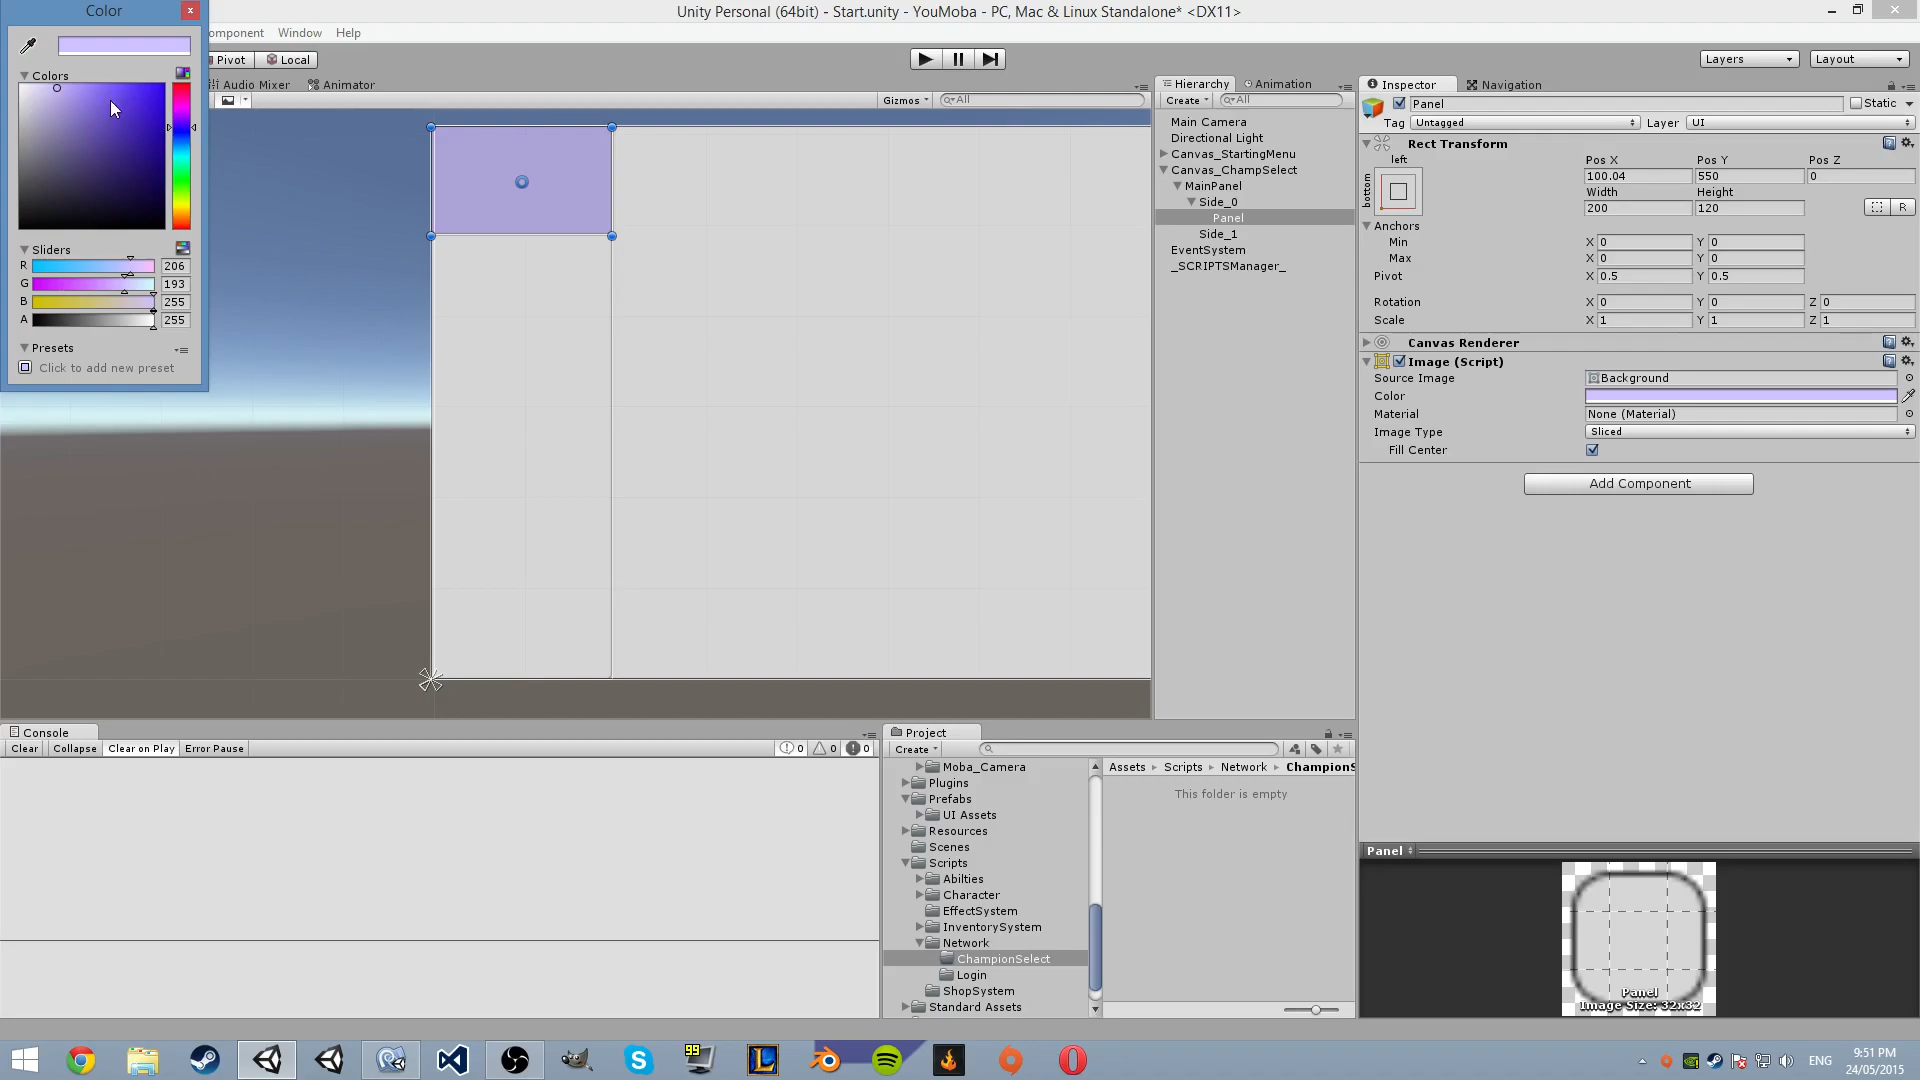 Color
Unity Personal (64bit) - Start.unity - YouMoba - PC, Mac & Linux Standalone* <DX11>
omponent Window Help
Pivot Local
Layers Layout
Colors
Audio Mixer Animator
Hierarchy Animation
Inspector Navigation
Gizmos All
Create All
Panel Static
Tag Untagged Layer UI
Main Camera
Directional Light
Canvas_StartingMenu
Canvas_ChampSelect
MainPanel
Side_0
Panel
Side_1
EventSystem
_SCRIPTSManager_
Rect Transform
left
bottom
Pos X Pos Y Pos Z
100.04 550 0
Width Height
200 120
R
Anchors
Min X 0 Y 0
Max X 0 Y 0
Pivot X 0.5 Y 0.5
Rotation X 0 Y 0 Z 0
Scale X 1 Y 1 Z 1
Canvas Renderer
Image (Script)
Source Image Background
Color
Material None (Material)
Image Type Sliced
Fill Center
Add Component
Sliders
R 206
G 193
B 255
A 255
Presets
Click to add new preset
Console
Clear Collapse Clear on Play Error Pause 0 0 0
Project
Create
Moba_Camera
Plugins
Prefabs
UI Assets
Resources
Scenes
Scripts
Abilties
Character
EffectSystem
InventorySystem
Network
ChampionSelect
Login
ShopSystem
Standard Assets
Assets Scripts Network ChampionS
This folder is empty
Panel
Panel
Image Size: 32x32
99
L
ENG
9:51 PM
24/05/2015